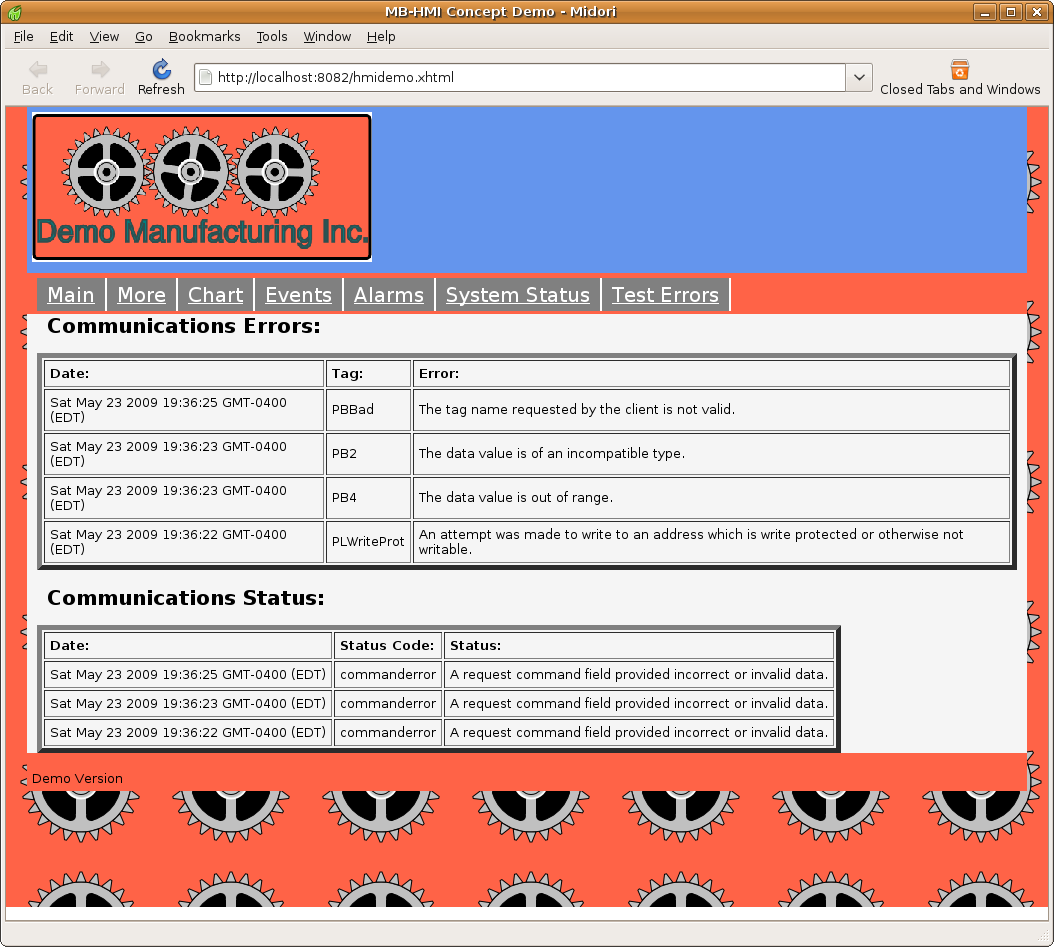 MB-HMI Concept Demo - Midori
File Edit View Go Bookmarks Tools Window Help
Back Forward Refresh http://localhost:8082/hmidemo.xhtml Closed Tabs and Windows
Demo Manufacturing Inc.
Main More Chart Events Alarms System Status Test Errors
Communications Errors:
Date: Tag: Error:
Sat May 23 2009 19:36:25 GMT-0400
(EDT)
PBBad
The tag name requested by the client is not valid.
Sat May 23 2009 19:36:23 GMT-0400
(EDT)
PB2
The data value is of an incompatible type.
Sat May 23 2009 19:36:23 GMT-0400
(EDT)
PB4
The data value is out of range.
Sat May 23 2009 19:36:22 GMT-0400
(EDT)
PLWriteProt
An attempt was made to write to an address which is write protected or otherwise not
writable.
Communications Status:
Date: Status Code: Status:
Sat May 23 2009 19:36:25 GMT-0400 (EDT) commanderror A request command field provided incorrect or invalid data.
Sat May 23 2009 19:36:23 GMT-0400 (EDT) commanderror A request command field provided incorrect or invalid data.
Sat May 23 2009 19:36:22 GMT-0400 (EDT) commanderror A request command field provided incorrect or invalid data.
Demo Version